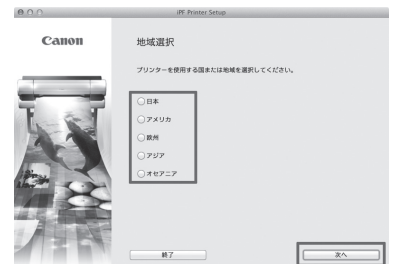 iPF Printer Setup
Canon
地域選択
プリンターを使用する国または地域を選択してください。
日本
アメリカ
欧州
アジア
オセアニア
終了
次へ